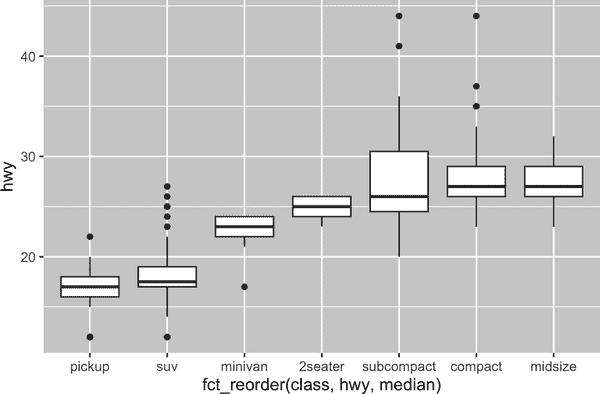 40
30
20
hwy
pickup suv minivan 2seater subcompact compact midsize
fct_reorder(class, hwy, median)